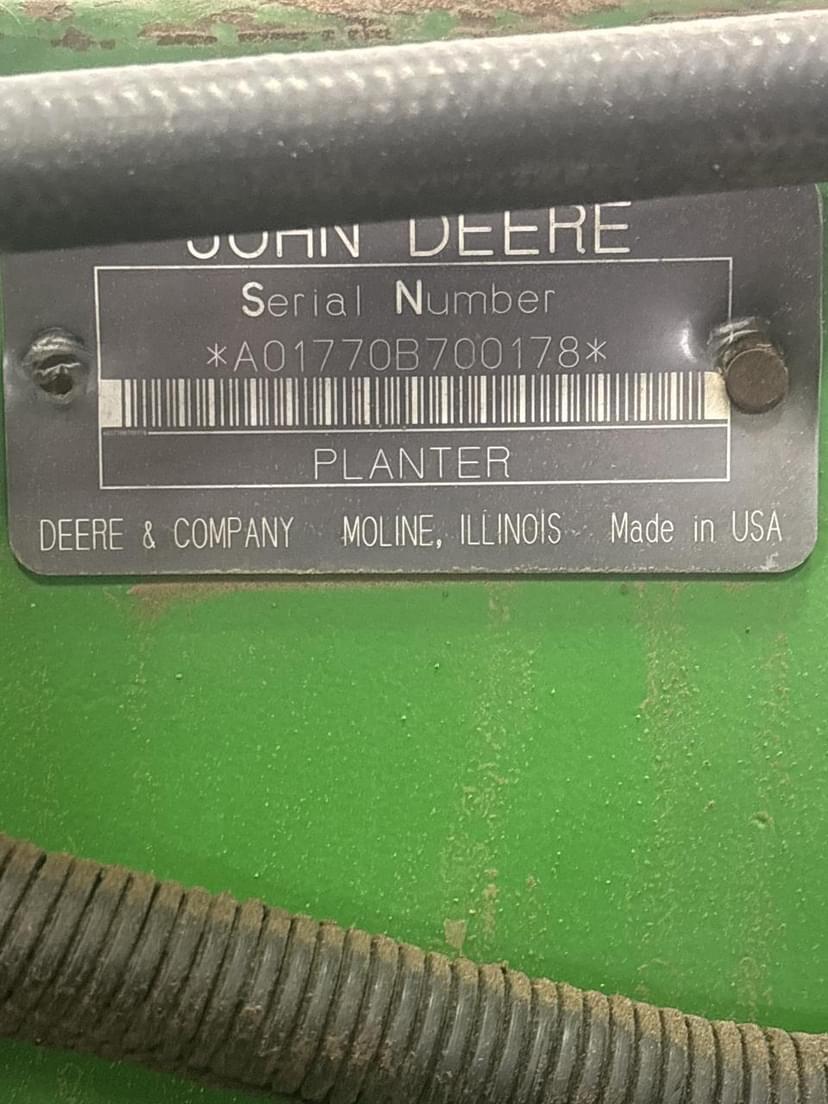 JOHN DEERE
Serial Number
*A01770B700178*
PLANTER
DEERE & COMPANY MOLINE, ILLINOIS Made in USA